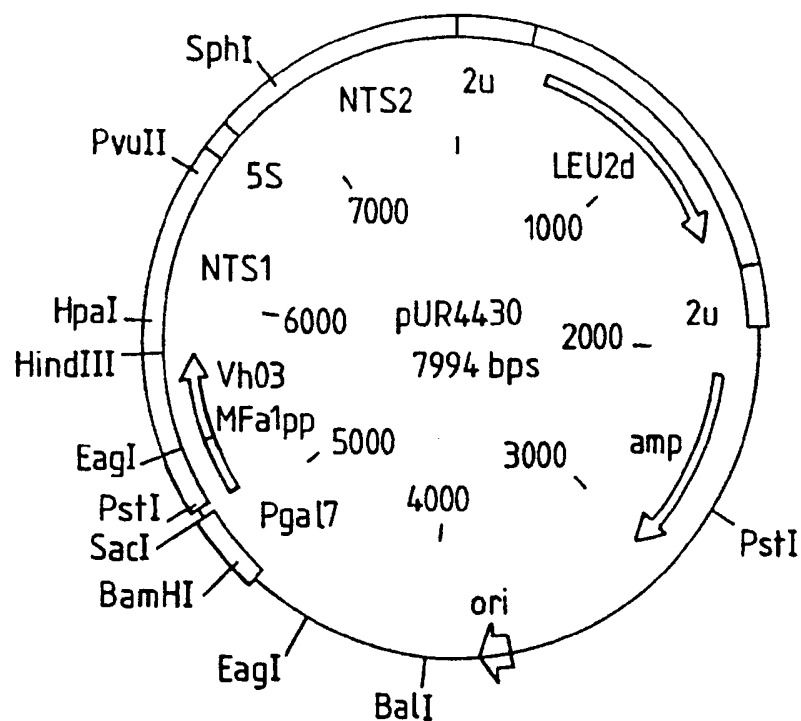 SphI
2u
NTS2
PvuII
5S
LEU2d
7000
1000
NTS1
HpaI
6000
pUR4430
2000
2u
HindIII
7994 bps
Vh03
MFa1pp
amp
EagI
5000
3000
PstI
Pgal7
4000
SacI
PstI
BamHI
ori
EagI
BalI